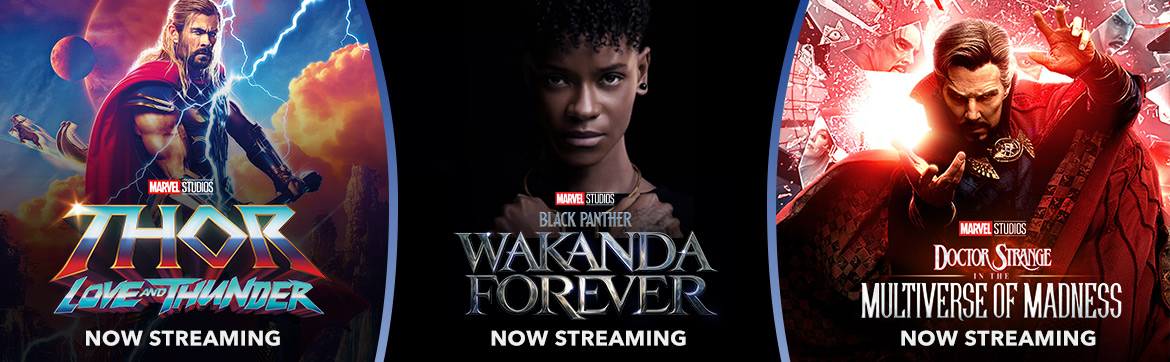 MARVEL STUDIOS
THOR
LOVE AND THUNDER
NOW STREAMING
MARVEL STUDIOS
BLACK PANTHER
WAKANDA
FOREVER
NOW STREAMING
MARVEL STUDIOS
DOCTOR STRANGE
IN THE
MULTIVERSE OF MADNESS
NOW STREAMING